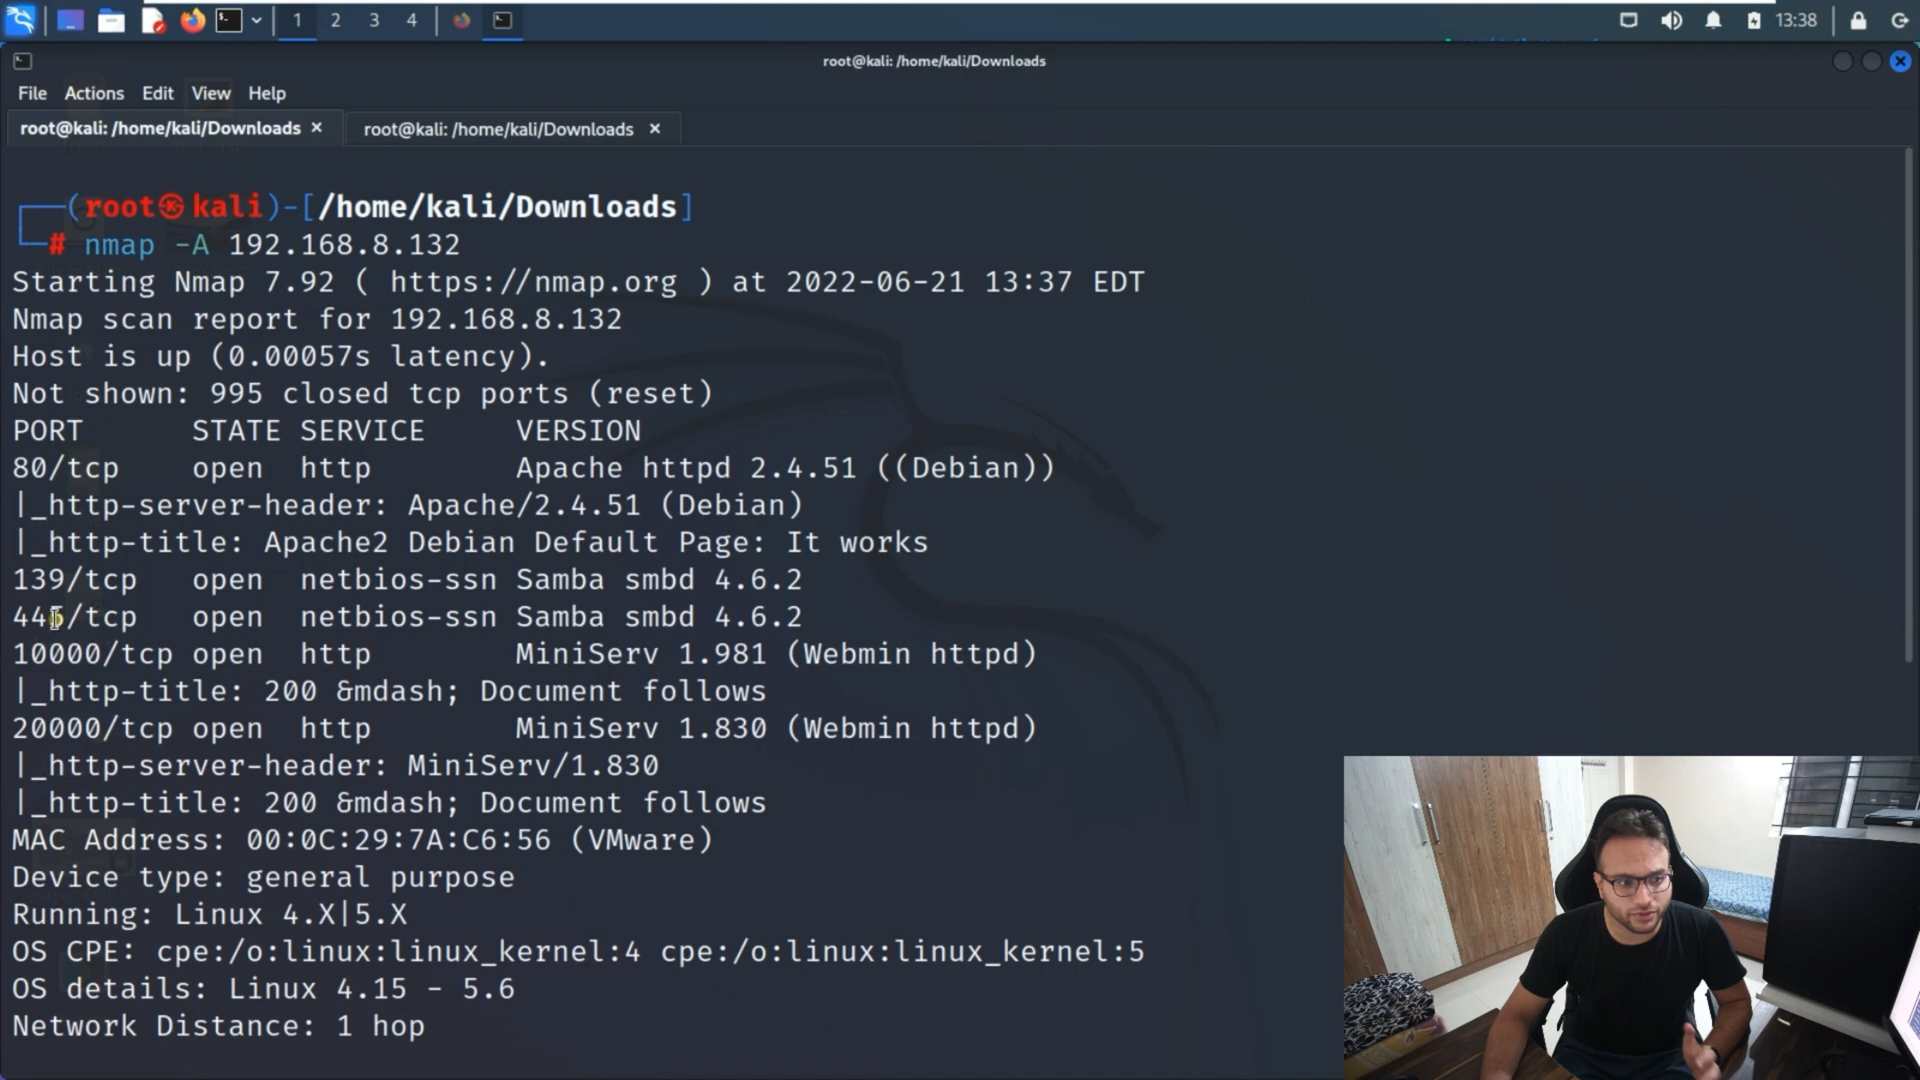 1 2 3 4
13:38
root@kali: /home/kali/Downloads
File Actions Edit View Help
root@kali: /home/kali/Downloads × root@kali: /home/kali/Downloads ×
┌──(root㉿kali)-[/home/kali/Downloads]
└─# nmap -A 192.168.8.132
Starting Nmap 7.92 ( https://nmap.org ) at 2022-06-21 13:37 EDT
Nmap scan report for 192.168.8.132
Host is up (0.00057s latency).
Not shown: 995 closed tcp ports (reset)
PORT STATE SERVICE VERSION
80/tcp open http Apache httpd 2.4.51 ((Debian))
|_http-server-header: Apache/2.4.51 (Debian)
|_http-title: Apache2 Debian Default Page: It works
139/tcp open netbios-ssn Samba smbd 4.6.2
445/tcp open netbios-ssn Samba smbd 4.6.2
10000/tcp open http MiniServ 1.981 (Webmin httpd)
|_http-title: 200 &mdash; Document follows
20000/tcp open http MiniServ 1.830 (Webmin httpd)
|_http-server-header: MiniServ/1.830
|_http-title: 200 &mdash; Document follows
MAC Address: 00:0C:29:7A:C6:56 (VMware)
Device type: general purpose
Running: Linux 4.X|5.X
OS CPE: cpe:/o:linux:linux_kernel:4 cpe:/o:linux:linux_kernel:5
OS details: Linux 4.15 - 5.6
Network Distance: 1 hop